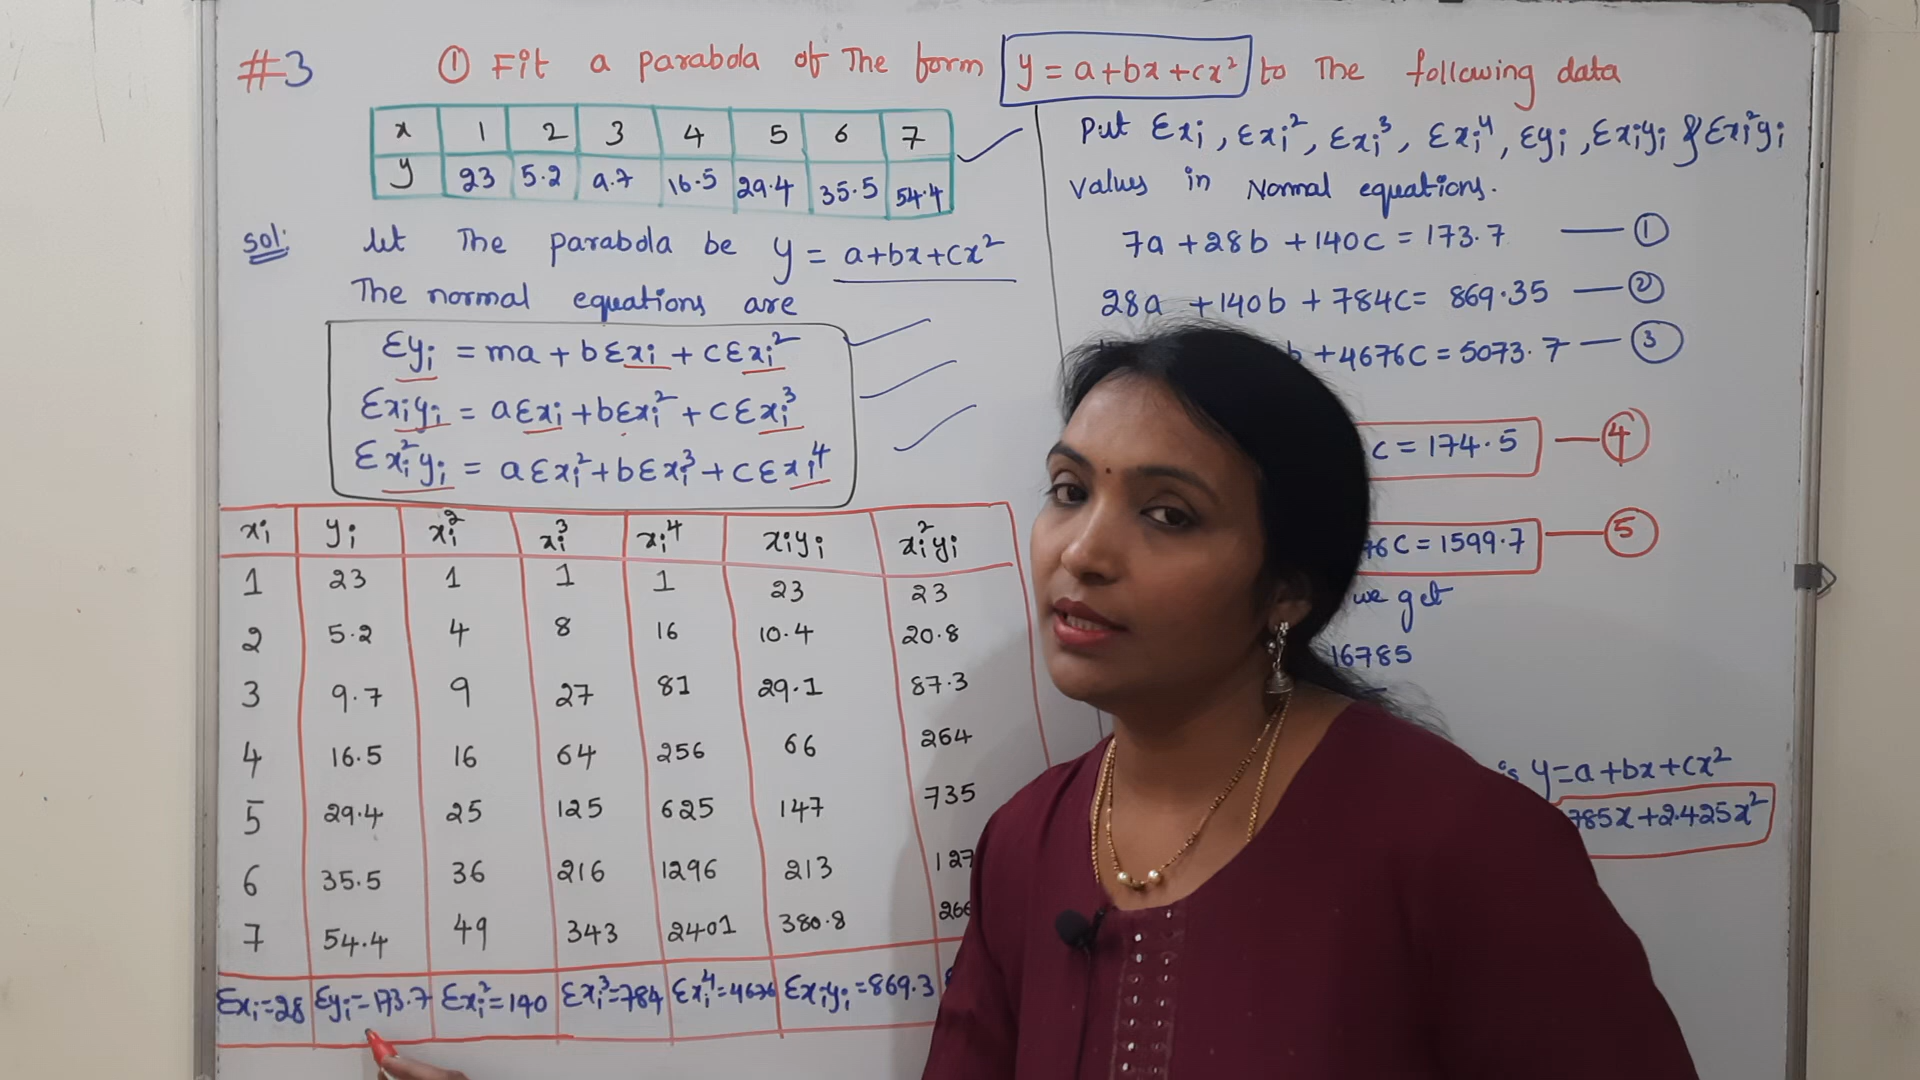 #3 ① Fit a parabola of The form y = a+bx+cx² to The following data
x 1 2 3 4 5 6 7
y 23 5.2 9.7 16.5 29.4 35.5 54.4
Sol: let The parabola be y = a+bx+cx²
The normal equations are
Σyᵢ = ma + bΣxᵢ + cΣxᵢ²
Σxᵢyᵢ = aΣxᵢ + bΣxᵢ² + cΣxᵢ³
Σxᵢ²yᵢ = aΣxᵢ² + bΣxᵢ³ + cΣxᵢ⁴
xᵢ yᵢ xᵢ² xᵢ³ xᵢ⁴ xᵢyᵢ xᵢ²yᵢ
1 23 1 1 1 23 23
2 5.2 4 8 16 10.4 20.8
3 9.7 9 27 81 29.1 87.3
4 16.5 16 64 256 66 264
5 29.4 25 125 625 147 735
6 35.5 36 216 1296 213 127
7 54.4 49 343 2401 380.8 266
Σxᵢ=28 Σyᵢ=173.7 Σxᵢ²=140 Σxᵢ³=784 Σxᵢ⁴=4676 Σxᵢyᵢ=869.3
Put Σxᵢ, Σxᵢ², Σxᵢ³, Σxᵢ⁴, Σyᵢ, Σxᵢyᵢ & Σxᵢ²yᵢ
values in Normal equations.
7a + 28b + 140c = 173.7 — ①
28a + 140b + 784c = 869.35 — ②
b + 4676c = 5073.7 — ③
c = 174.5 — ④
76c = 1599.7 — ⑤
we get
16785
is y=a+bx+cx²
785x+2.425x²